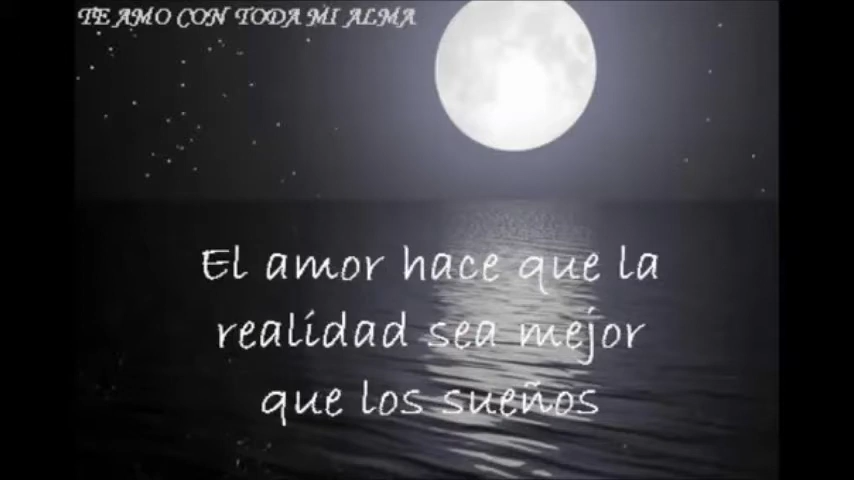 TE AMO CON TODA MI ALMA
El amor hace que la
realidad sea mejor
que los sueños